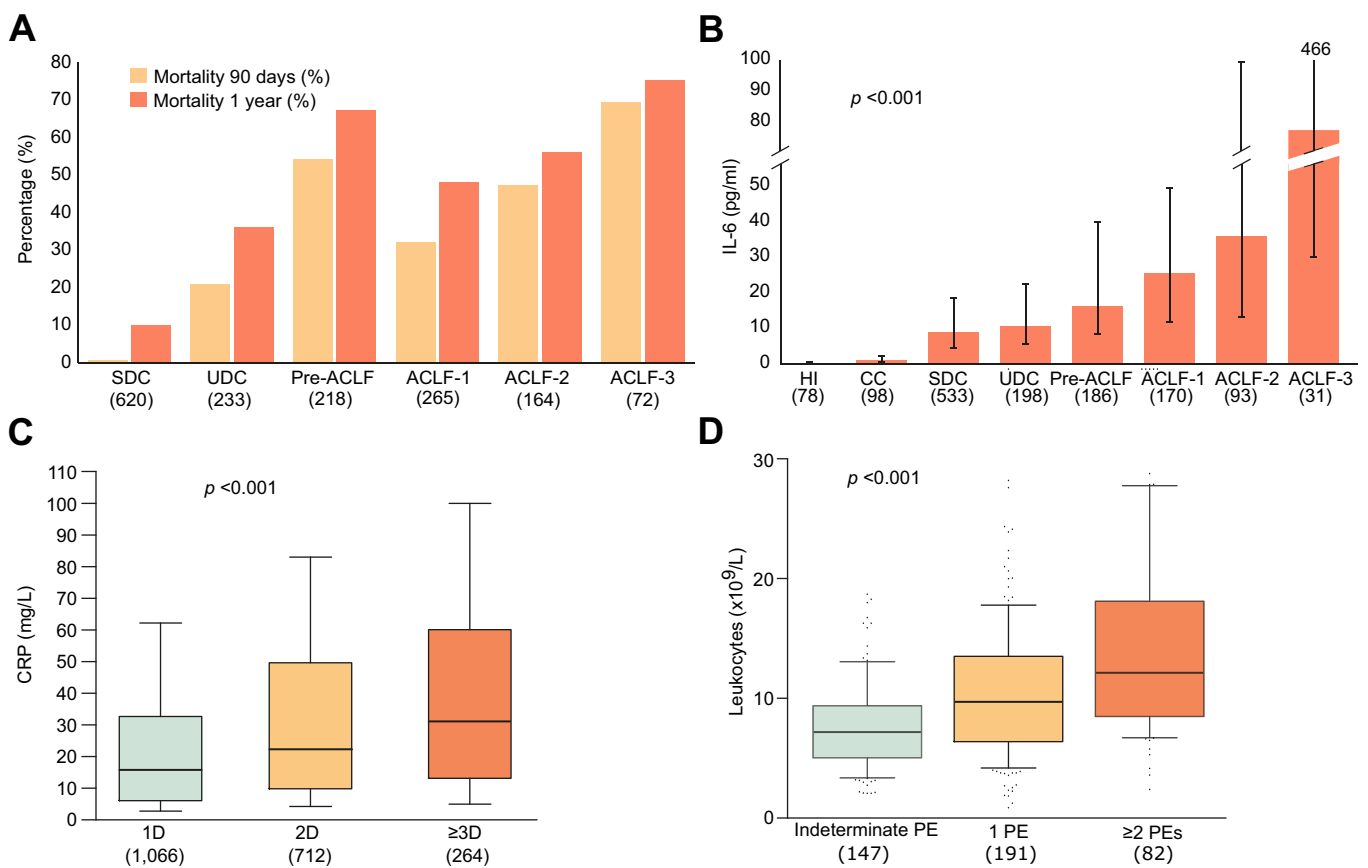 A
80
70
60
50
40
30
20
10
0
Percentage (%)
Mortality 90 days (%)
Mortality 1 year (%)
SDC UDC Pre-ACLF ACLF-1 ACLF-2 ACLF-3
(620) (233) (218) (265) (164) (72)
B
466
100
90
80
50
40
30
20
10
0
IL-6 (pg/ml)
p <0.001
HI CC SDC UDC Pre-ACLF ACLF-1 ACLF-2 ACLF-3
(78) (98) (533) (198) (186) (170) (93) (31)
C
110
100
90
80
70
60
50
40
30
20
10
0
CRP (mg/L)
p <0.001
1D 2D ≥3D
(1,066) (712) (264)
D
30
20
10
0
Leukocytes (x10⁹/L)
p <0.001
Indeterminate PE 1 PE ≥2 PEs
(147) (191) (82)